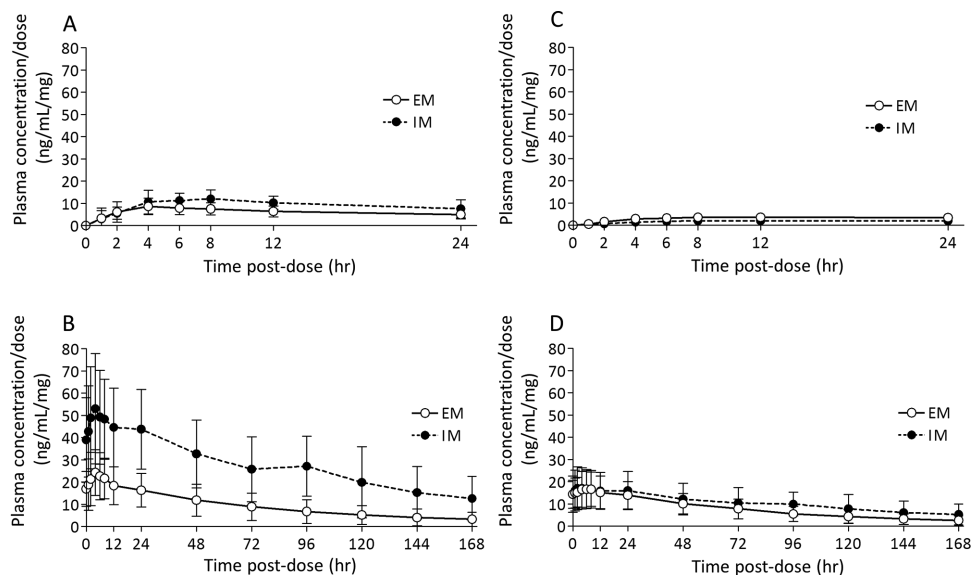 A
Plasma concentration/dose
(ng/mL/mg)
80
70
60
50
40
30
20
10
0
EM
IM
0 2 4 6 8 12 24
Time post-dose (hr)
C
Plasma concentration/dose
(ng/mL/mg)
80
70
60
50
40
30
20
10
0
EM
IM
0 2 4 6 8 12 24
Time post-dose (hr)
B
Plasma concentration/dose
(ng/mL/mg)
80
70
60
50
40
30
20
10
0
EM
IM
0 12 24 48 72 96 120 144 168
Time post-dose (hr)
D
Plasma concentration/dose
(ng/mL/mg)
80
70
60
50
40
30
20
10
0
EM
IM
0 12 24 48 72 96 120 144 168
Time post-dose (hr)